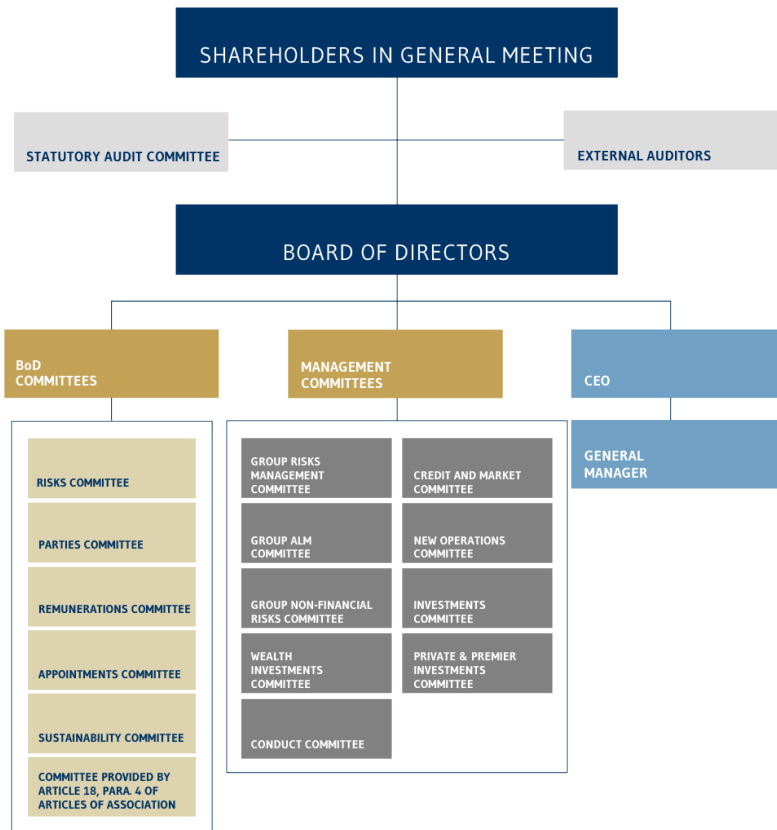 SHAREHOLDERS IN GENERAL MEETING
STATUTORY AUDIT COMMITTEE
EXTERNAL AUDITORS
BOARD OF DIRECTORS
BoD
COMMITTEES
MANAGEMENT
COMMITTEES
CEO
GENERAL
MANAGER
RISKS COMMITTEE
PARTIES COMMITTEE
REMUNERATIONS COMMITTEE
APPOINTMENTS COMMITTEE
SUSTAINABILITY COMMITTEE
COMMITTEE PROVIDED BY
ARTICLE 18, PARA. 4 OF
ARTICLES OF ASSOCIATION
GROUP RISKS
MANAGEMENT
COMMITTEE
CREDIT AND MARKET
COMMITTEE
GROUP ALM
COMMITTEE
NEW OPERATIONS
COMMITTEE
GROUP NON-FINANCIAL
RISKS COMMITTEE
INVESTMENTS
COMMITTEE
WEALTH
INVESTMENTS
COMMITTEE
PRIVATE & PREMIER
INVESTMENTS
COMMITTEE
CONDUCT COMMITTEE